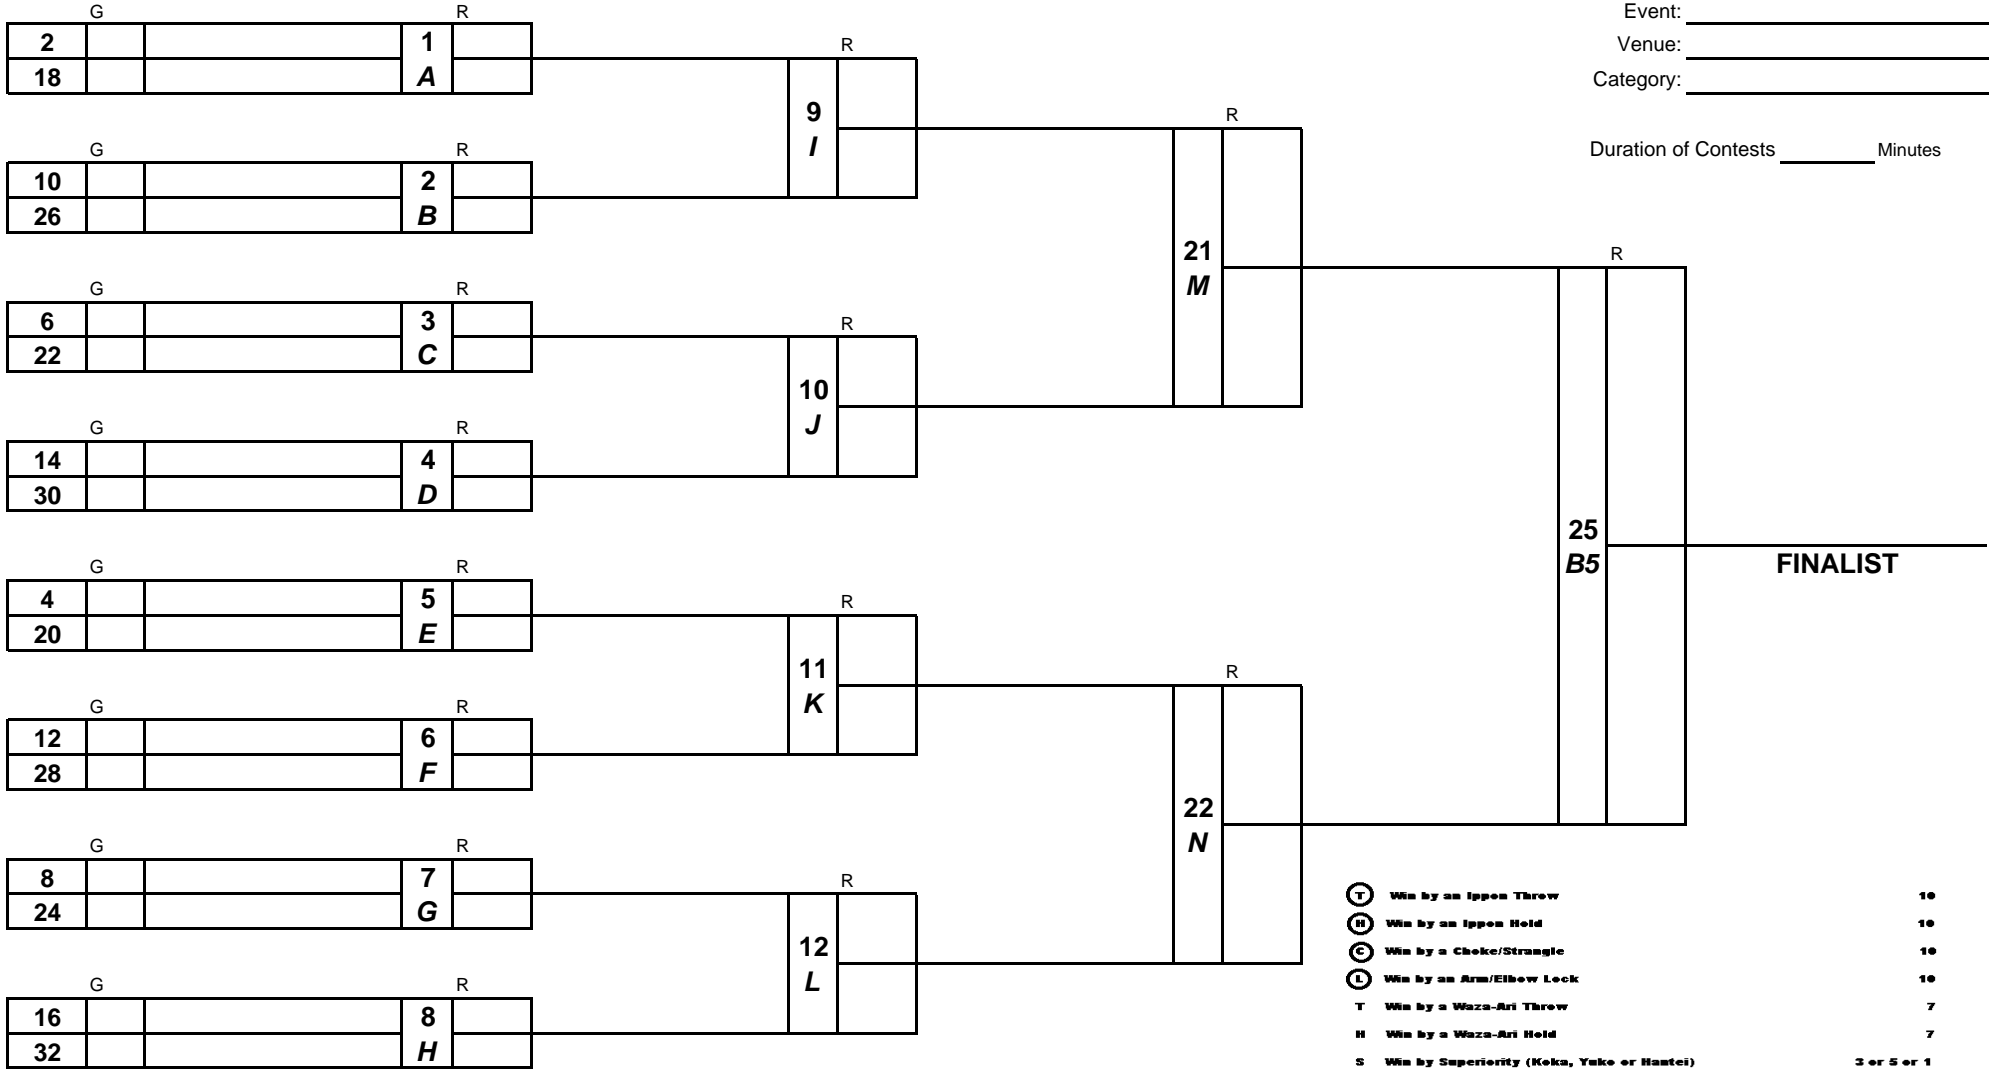 G R Event:
2 1
Venue:
R
18 A
Category:
9
R
G R I
Duration of Contests Minutes
10 2
26 B
21
R
G R M
6 3
R
22 C
10
G R J
14 4
30 D
25
G R B5 FINALIST
4 5
R
20 E
11
R
G R K
12 6
28 F
22
G R N
8 7
R
T Win by an Ippon Throw 10
24 G
H Win by an Ippon Hold 10
12
C Win by a Choke/Strangle 10
G R L
L Win by an Arm/Elbow Lock 10
16 8
T Win by a Waza-Ari Throw 7
H Win by a Waza-Ari Hold 7
32 H
S Win by Superiority (Koka, Yuko or Hantei) 3 or 5 or 1